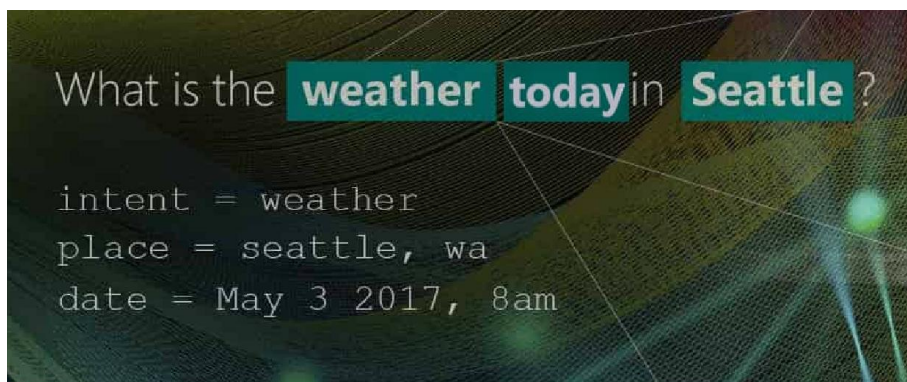 What is the weather today in Seattle ?
intent = weather
place = seattle, wa
date = May 3 2017, 8am